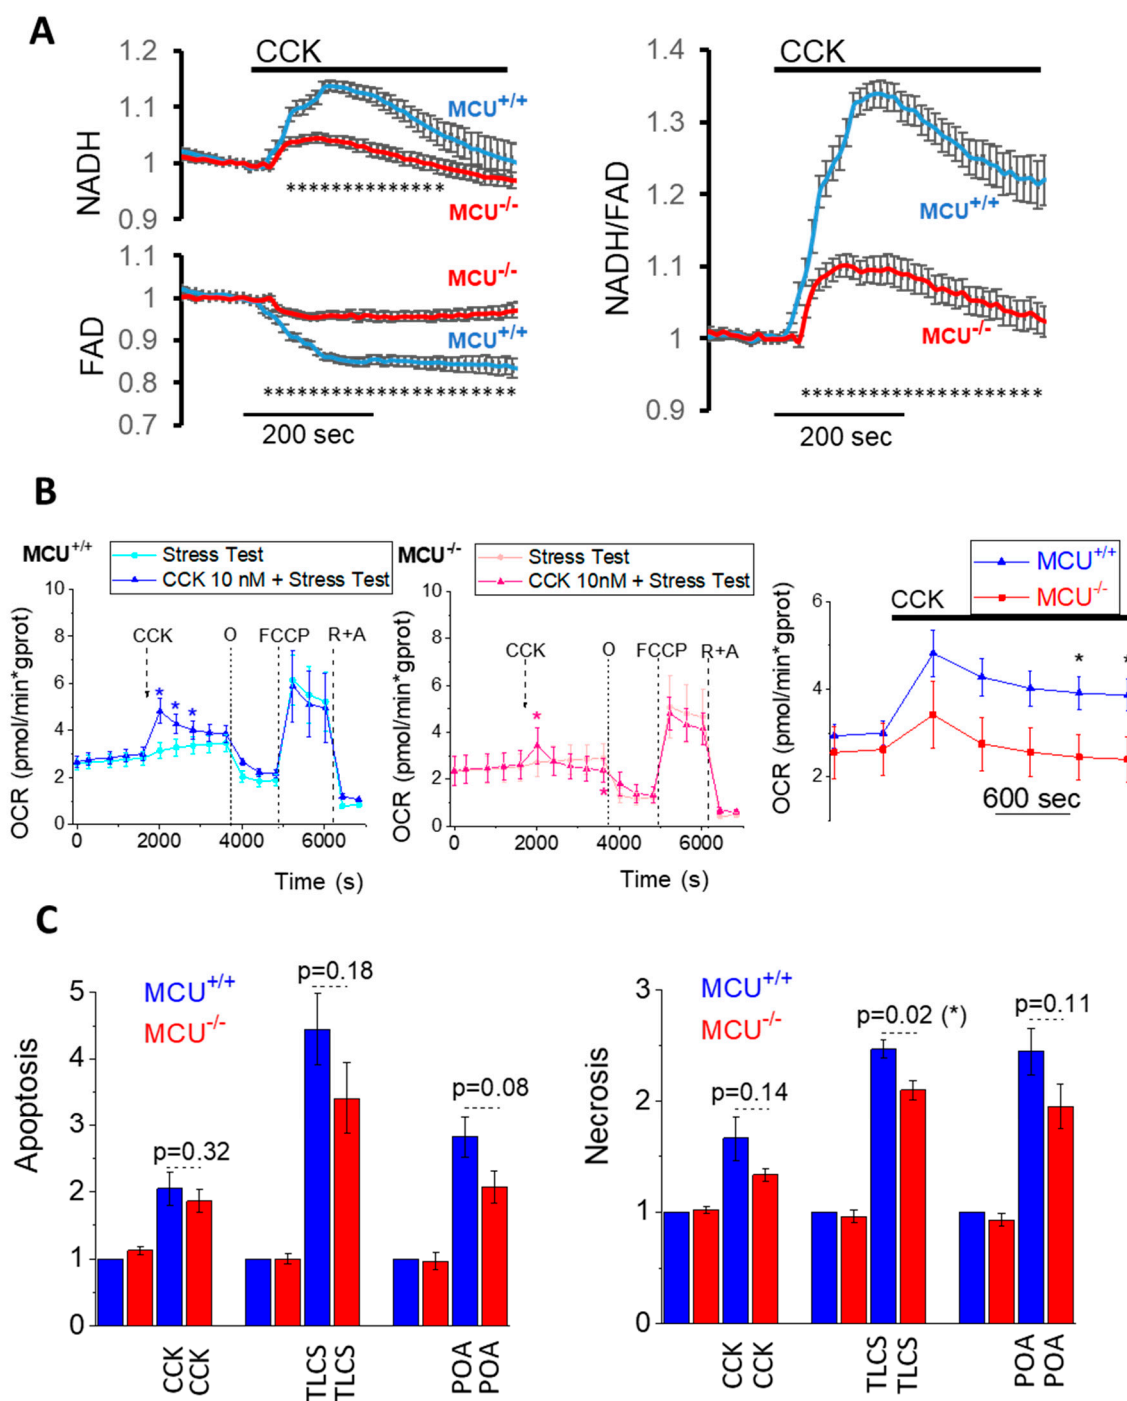 A
CCK
1.2
1.1
1
0.9
NADH
MCU+/+
***************
MCU-/-
1.1
1
0.9
0.8
0.7
FAD
MCU-/-
MCU+/+
************************
200 sec
CCK
1.4
1.3
1.2
1.1
1
0.9
NADH/FAD
MCU+/+
MCU-/-
***********************
200 sec
B
MCU+/+
Stress Test
CCK 10 nM + Stress Test
10
8
6
4
2
0
OCR (pmol/min*gprot)
CCK
O
FCCP
R+A
* * *
0 2000 4000 6000
Time (s)
MCU-/-
Stress Test
CCK 10nM + Stress Test
10
8
6
4
2
0
OCR (pmol/min*gprot)
CCK
O
FCCP
R+A
*
*
0 2000 4000 6000
Time (s)
MCU+/+
MCU-/-
CCK
6
4
2
OCR (pmol/min*gprot)
* *
600 sec
C
MCU+/+
MCU-/-
5
4
3
2
1
0
Apoptosis
p=0.32
p=0.18
p=0.08
CCK
CCK
TLCS
TLCS
POA
POA
MCU+/+
MCU-/-
3
2
1
0
Necrosis
p=0.14
p=0.02 (*)
p=0.11
CCK
CCK
TLCS
TLCS
POA
POA